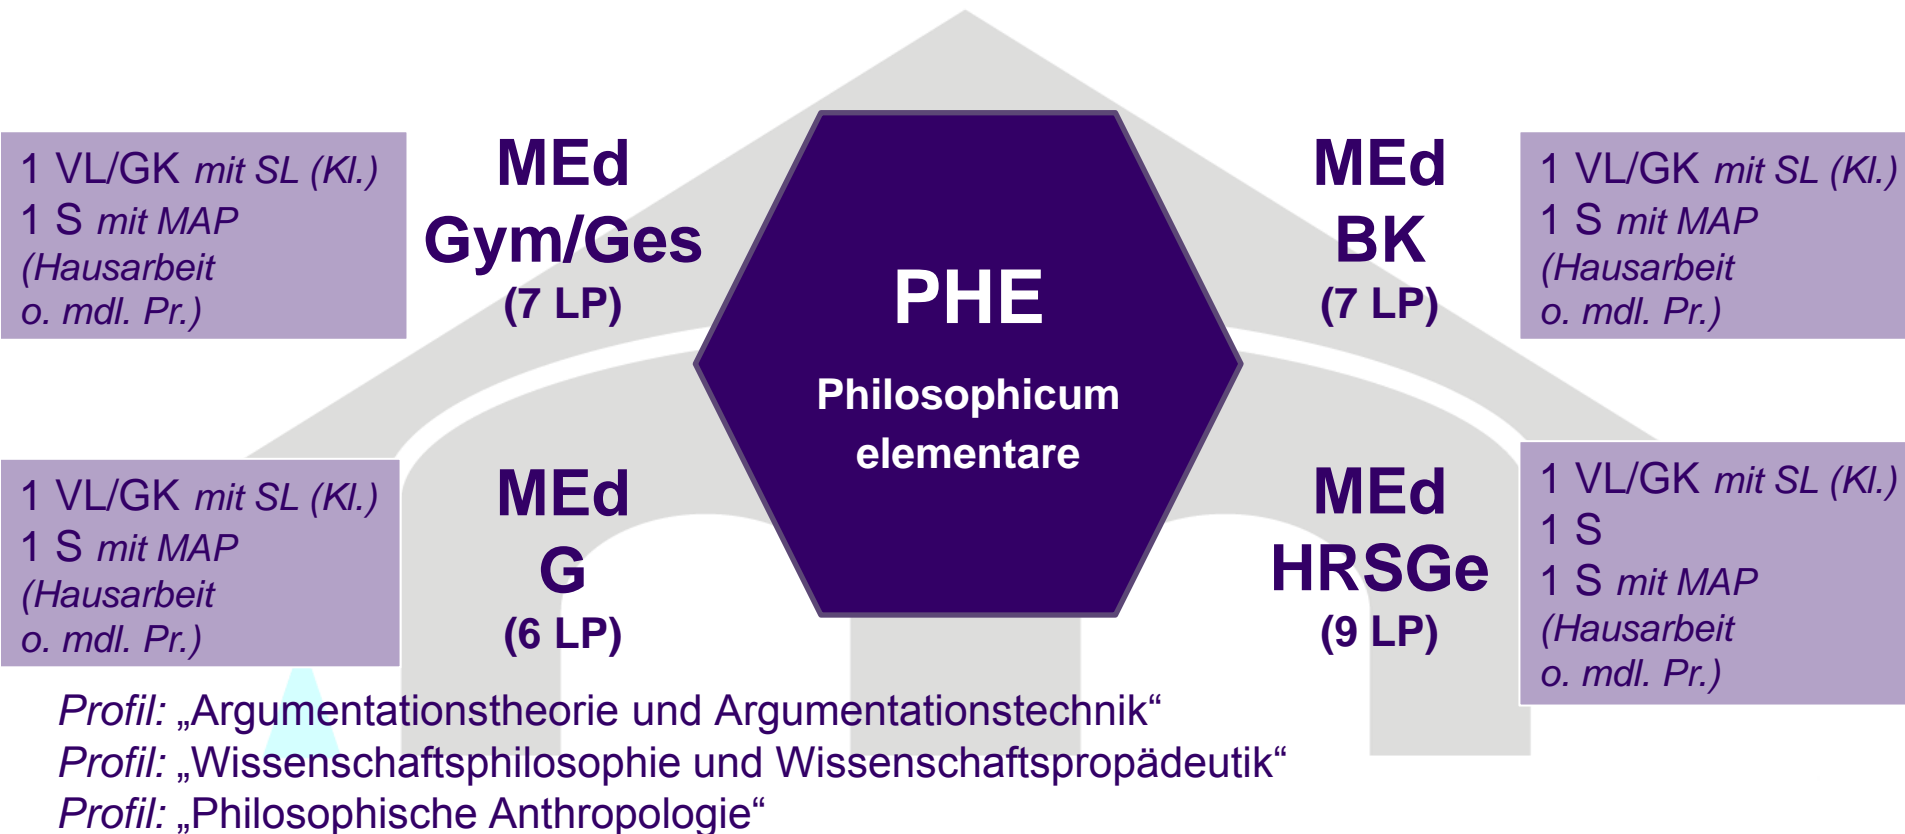 1 VL/GK mit SL (Kl.)
1 S mit MAP
(Hausarbeit
o. mdl. Pr.)
MEd
Gym/Ges
(7 LP)
PHE
Philosophicum
elementare
MEd
BK
(7 LP)
1 VL/GK mit SL (Kl.)
1 S mit MAP
(Hausarbeit
o. mdl. Pr.)
1 VL/GK mit SL (Kl.)
1 S mit MAP
(Hausarbeit
o. mdl. Pr.)
MEd
G
(6 LP)
MEd
HRSGe
(9 LP)
1 VL/GK mit SL (Kl.)
1 S
1 S mit MAP
(Hausarbeit
o. mdl. Pr.)
Profil: „Argumentationstheorie und Argumentationstechnik“
Profil: „Wissenschaftsphilosophie und Wissenschaftspropädeutik“
Profil: „Philosophische Anthropologie“